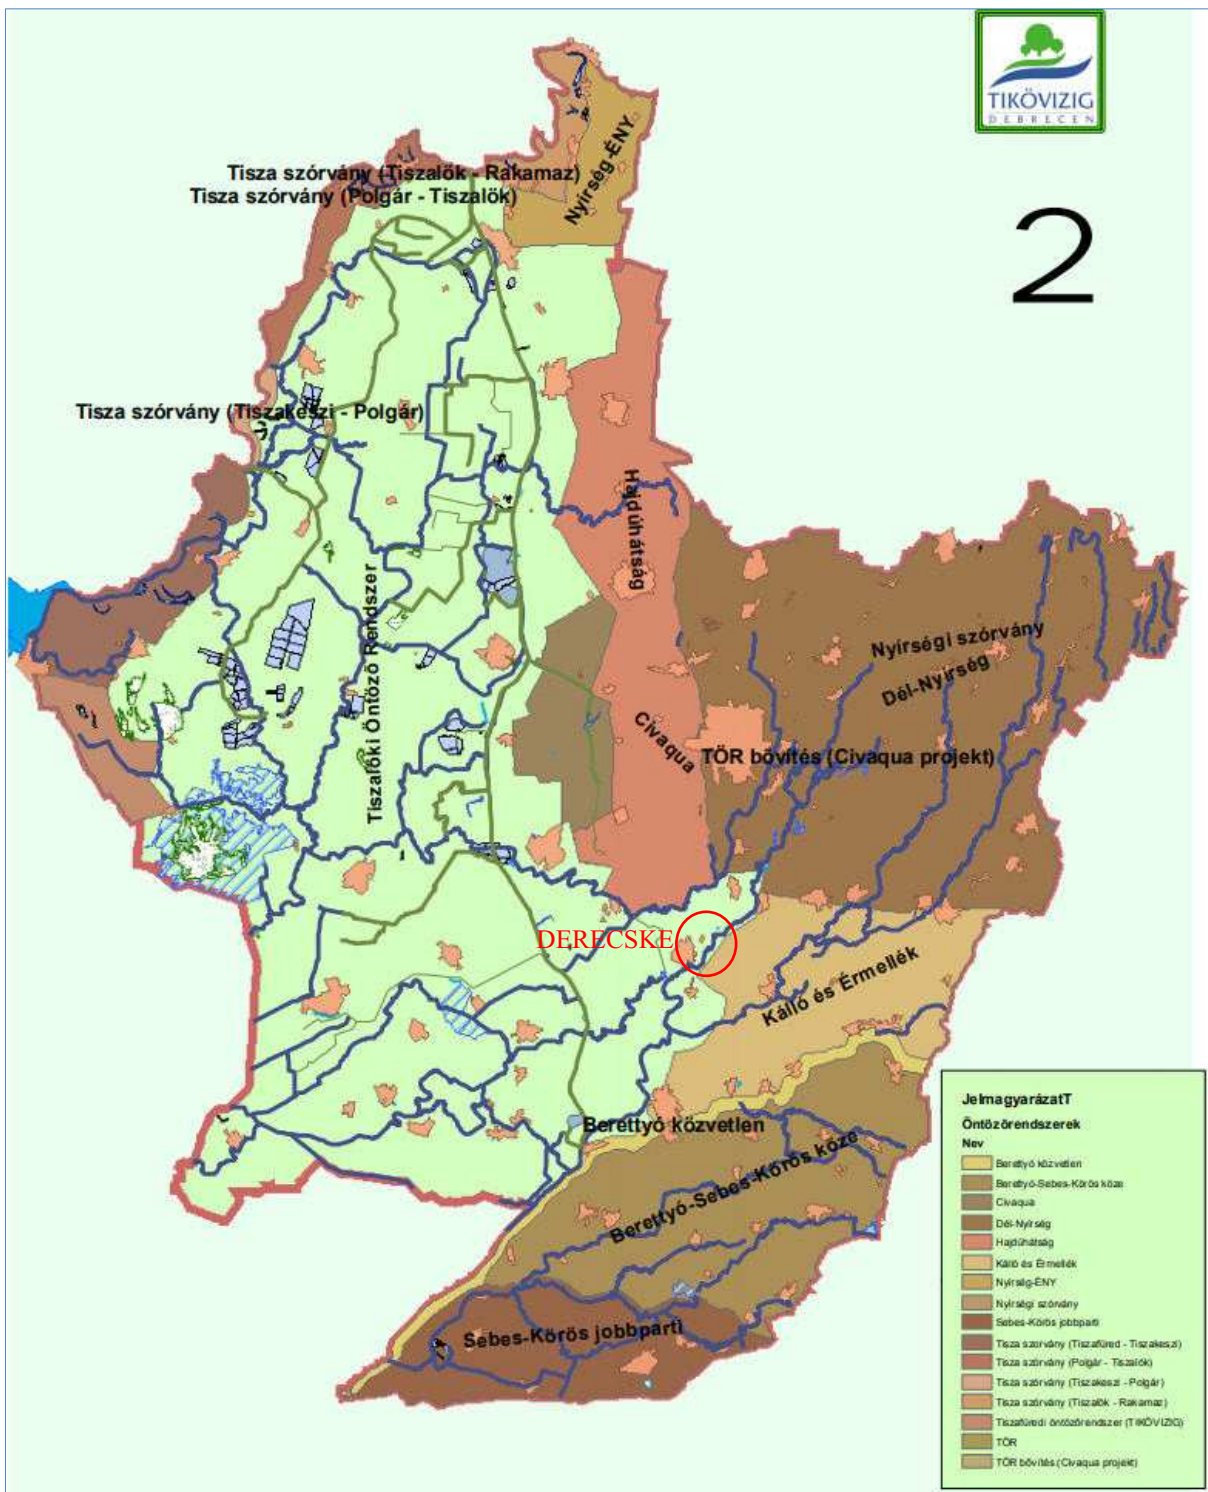 TIKÖVIZIG
DEBRECEN
2
Nyírség-ÉNY
Tisza szórvány (Tiszalök - Rakamaz)
Tisza szórvány (Polgár - Tiszalök)
Tisza szórvány (Tiszakeszi - Polgár)
Hajdúhátság
Tiszalöki Öntöző Rendszer
Nyírségi szórvány
Dél-Nyírség
Civaqua
TÖR bővítés (Civaqua projekt)
DERECSKE
Kálló és Érmellék
Berettyó közvetlen
Berettyó-Sebes-Körös köze
Sebes-Körös jobbparti
JelmagyarázatT
Öntözőrendszerek
Nev
Berettyó közvetlen
Berettyó-Sebes-Körös köze
Civaqua
Dél-Nyírség
Hajdúhátság
Kálló és Érmellék
Nyírség-ÉNY
Nyírségi szórvány
Sebes-Körös jobbparti
Tisza szórvány (Tiszafüred - Tiszakeszi)
Tisza szórvány (Polgár - Tiszalök)
Tisza szórvány (Tiszakeszi - Polgár)
Tisza szórvány (Tiszalök - Rakamaz)
Tiszafüredi öntözőrendszer (TIKÖVIZIG)
TÖR
TÖR bővítés (Civaqua projekt)